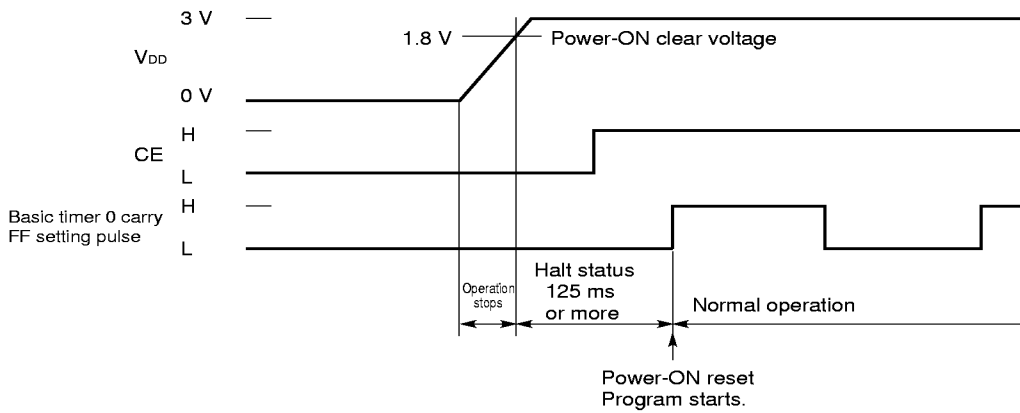 3 V
1.8 V
Power-ON clear voltage
VDD
0 V
H
CE
L
H
Basic timer 0 carry
FF setting pulse
L
Operation
stops
Halt status
125 ms
or more
Normal operation
Power-ON reset
Program starts.